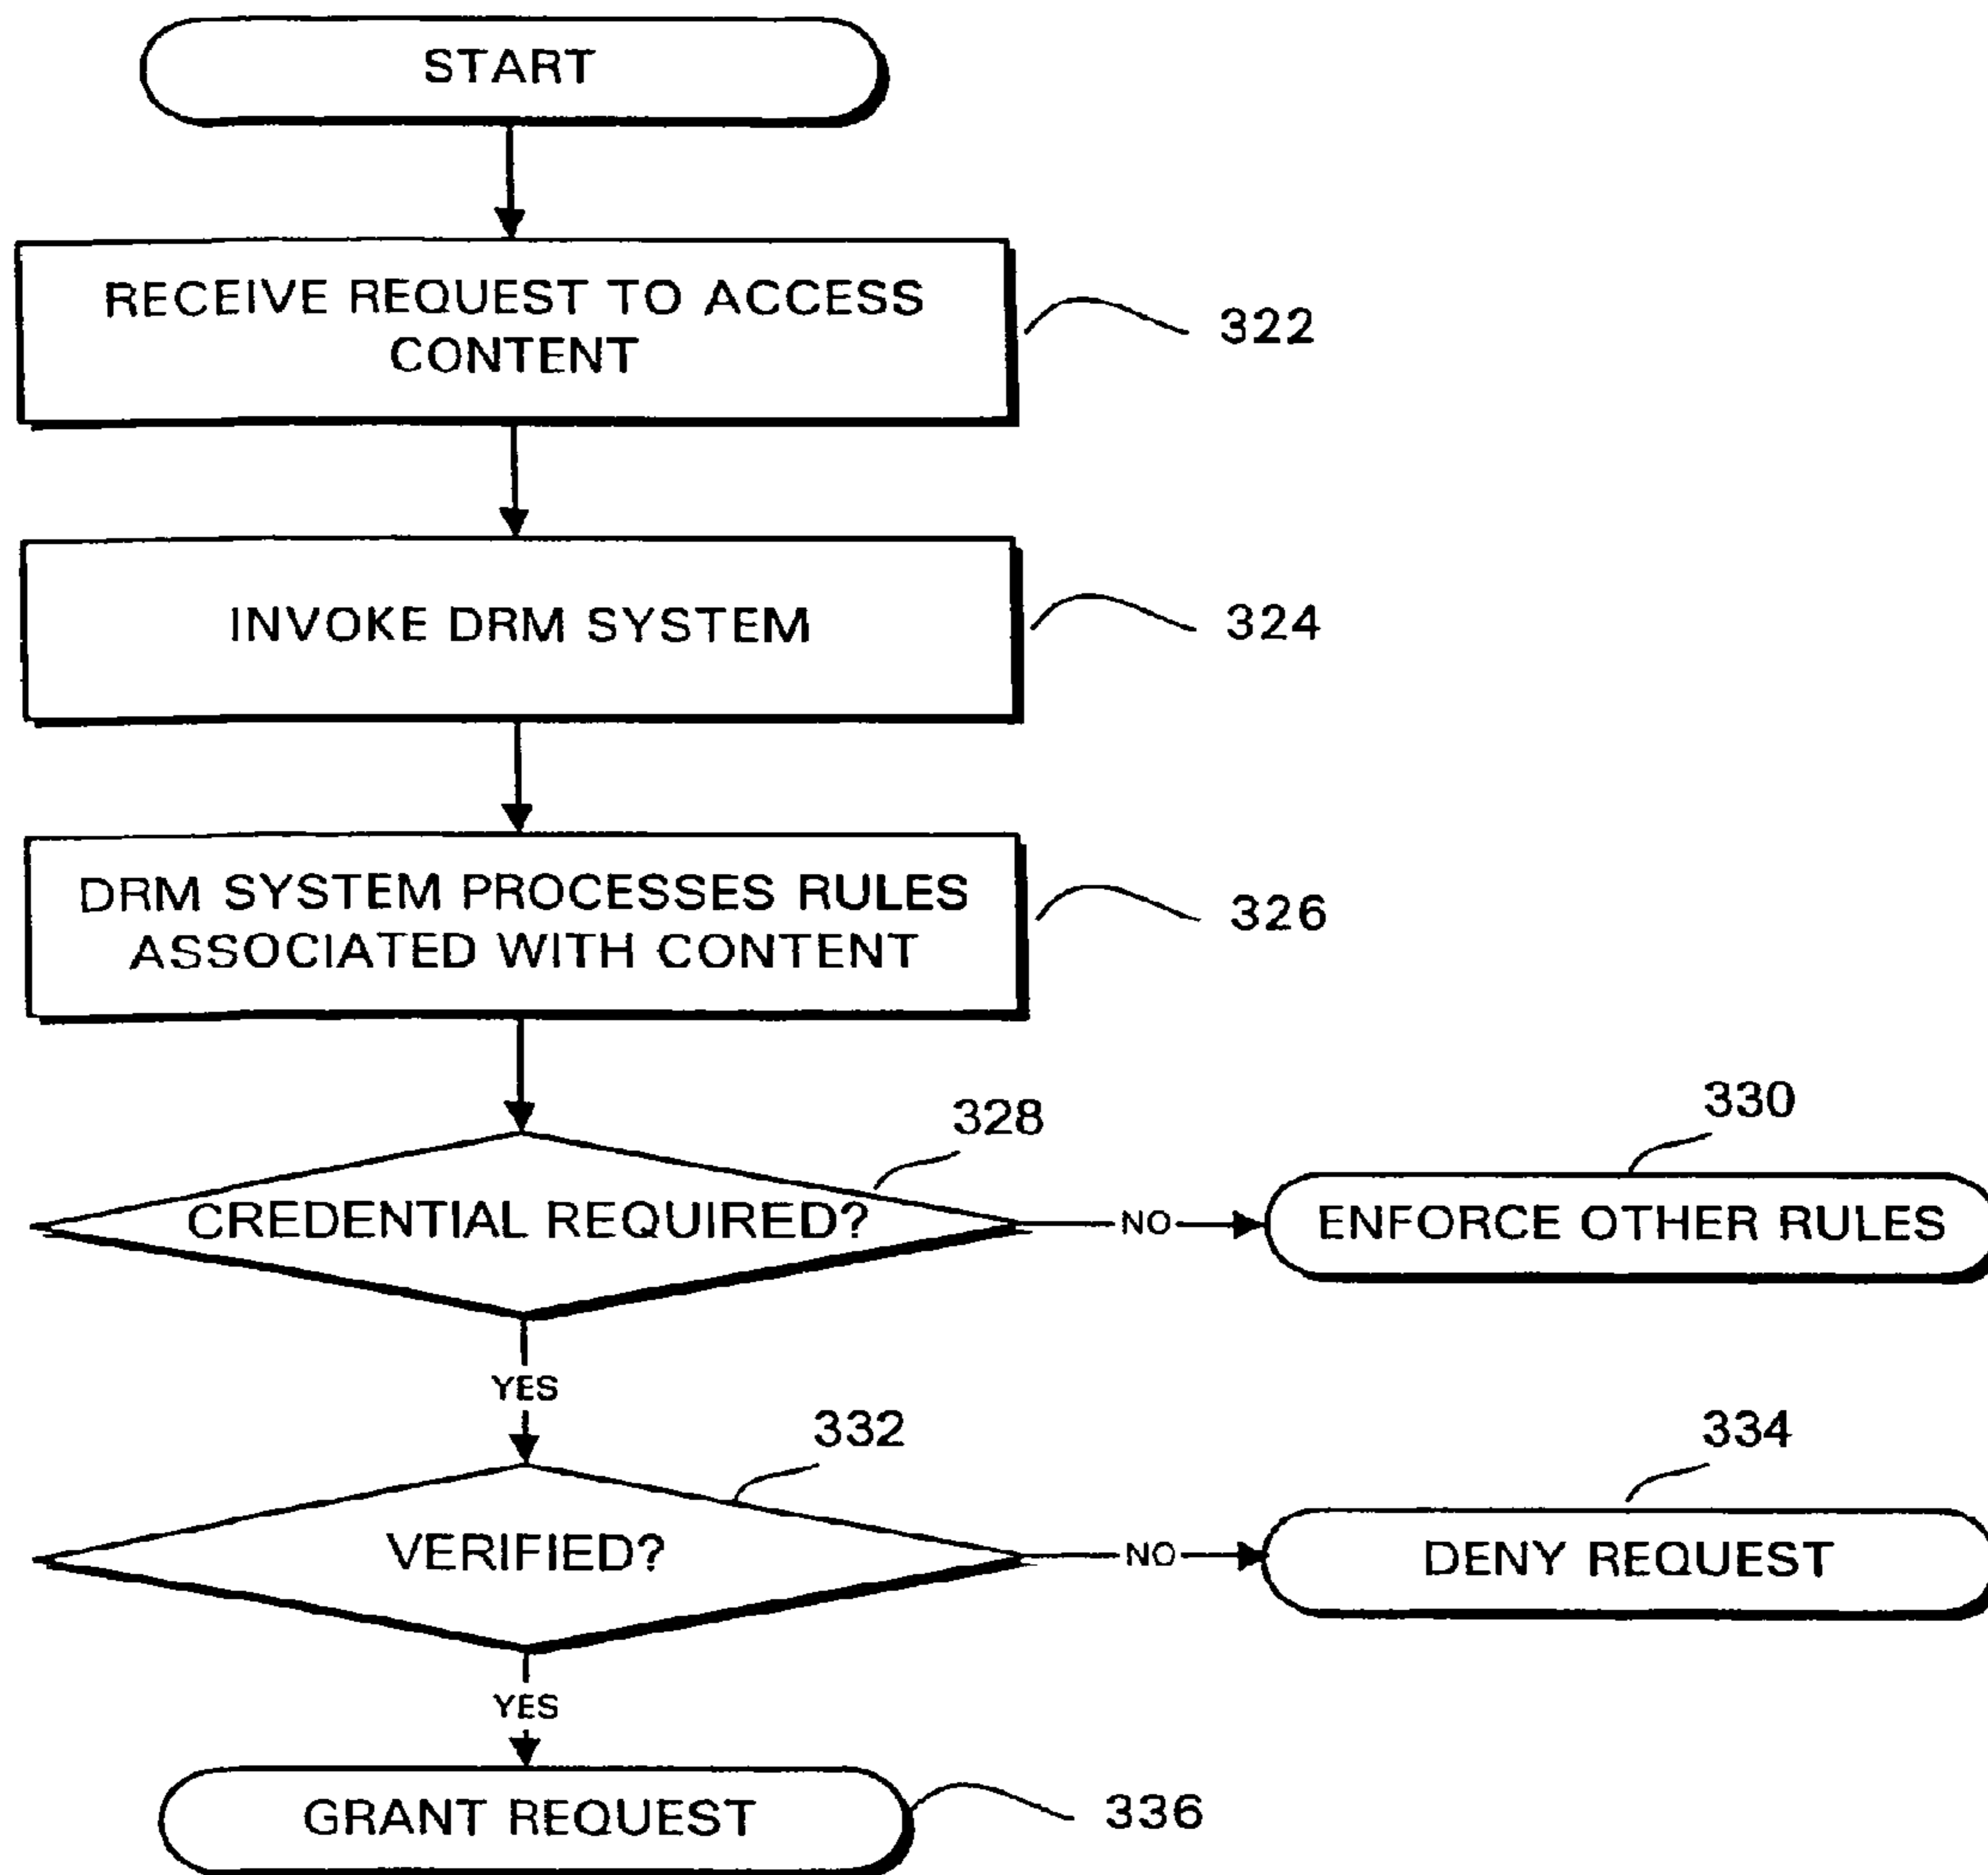 START
RECEIVE REQUEST TO ACCESS
CONTENT
322
INVOKE DRM SYSTEM
324
DRM SYSTEM PROCESSES RULES
ASSOCIATED WITH CONTENT
326
328
CREDENTIAL REQUIRED?
NO
330
ENFORCE OTHER RULES
YES
332
VERIFIED?
NO
334
DENY REQUEST
YES
GRANT REQUEST
336